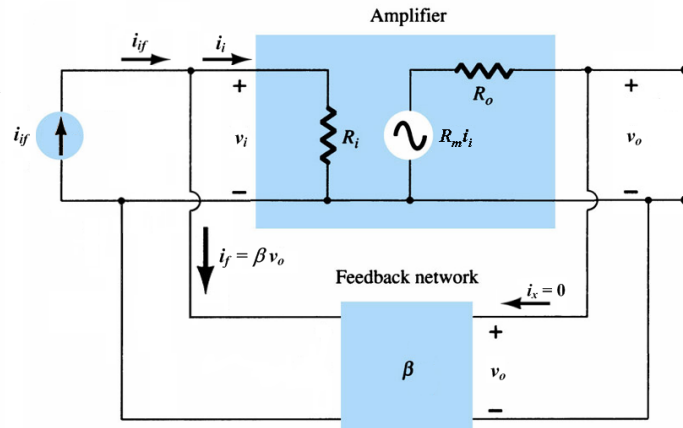 Amplifier
i_if
i_i
R_o
+
+
i_if
v_i
R_i
R_m i_i
v_o
−
−
i_f = β v_o
Feedback network
i_x = 0
+
β
v_o
−